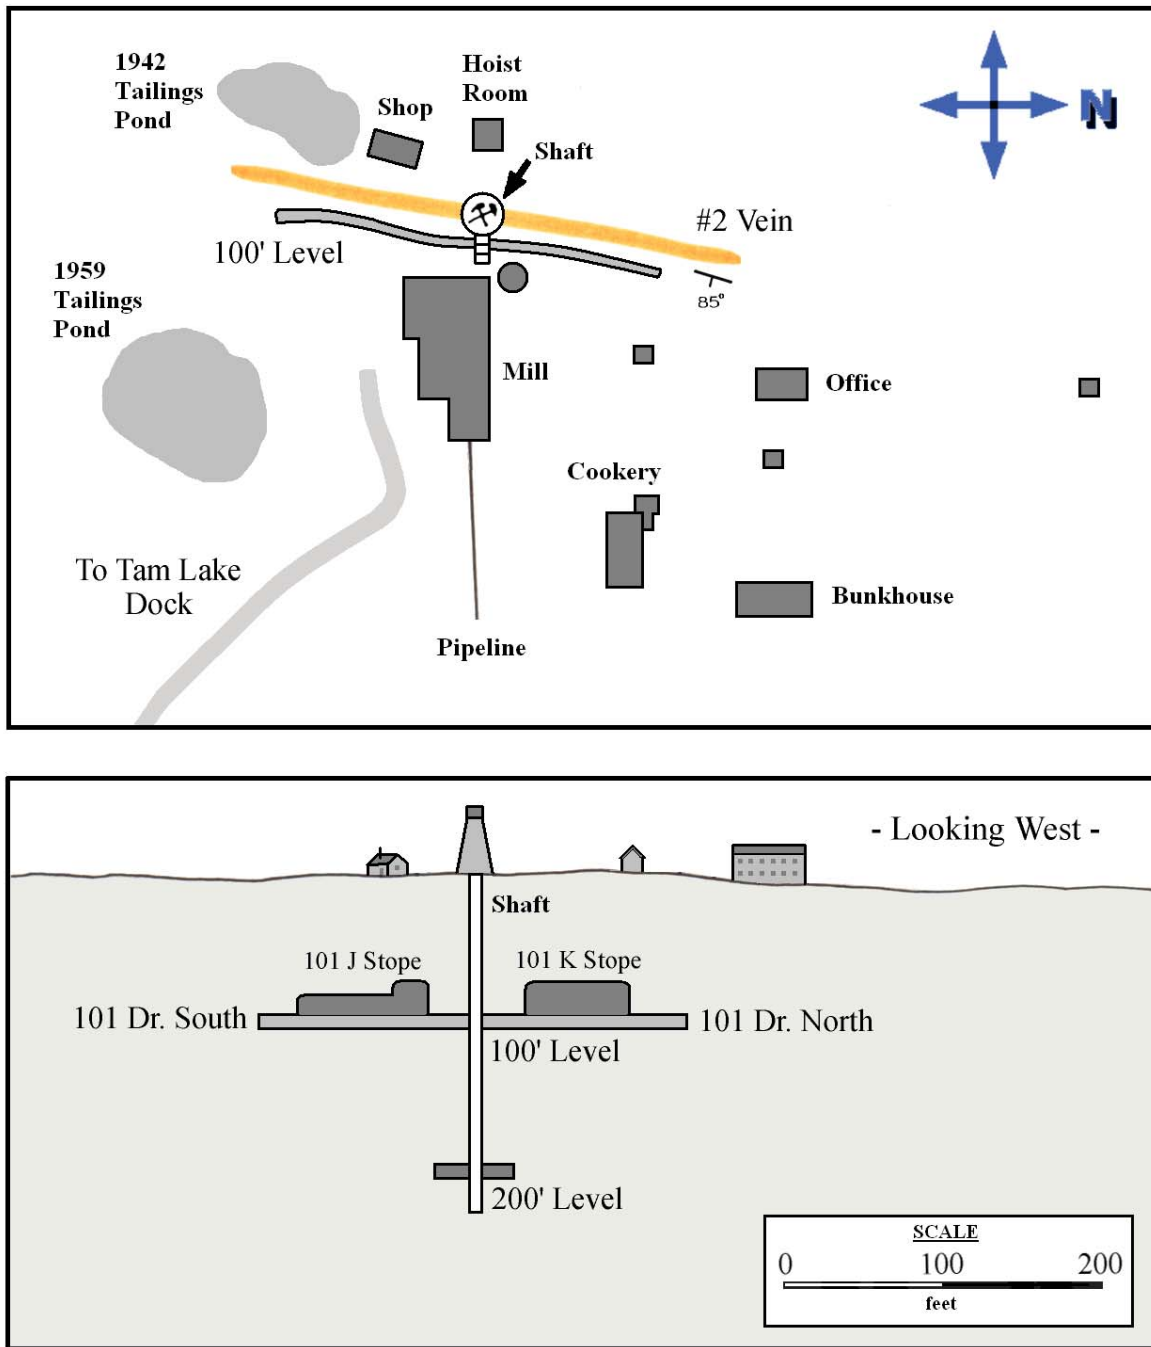 1942
Tailings
Pond
Shop
Hoist
Room
Shaft
N
#2 Vein
100' Level
85°
1959
Tailings
Pond
Mill
Office
Cookery
To Tam Lake
Dock
Bunkhouse
Pipeline
- Looking West -
Shaft
101 J Stope
101 K Stope
101 Dr. South
101 Dr. North
100' Level
200' Level
SCALE
0 100 200
feet